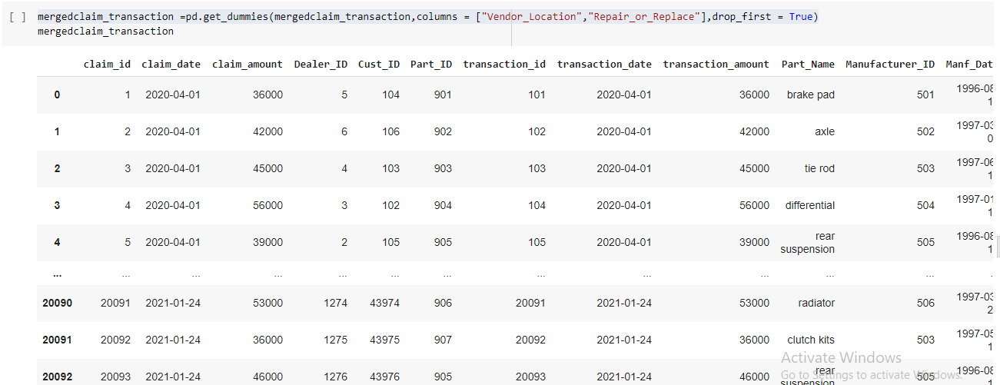 [ ] mergedclaim_transaction =pd.get_dummies(mergedclaim_transaction,columns = ["Vendor_Location","Repair_or_Replace"],drop_first = True)
mergedclaim_transaction
claim_id claim_date claim_amount Dealer_ID Cust_ID Part_ID transaction_id transaction_date transaction_amount Part_Name Manufacturer_ID Manf_Dat
0 1 2020-04-01 36000 5 104 901 101 2020-04-01 36000 brake pad 501 1996-08
1
1 2 2020-04-01 42000 6 106 902 102 2020-04-01 42000 axle 502 1997-03
0
2 3 2020-04-01 45000 4 103 903 103 2020-04-01 45000 tie rod 503 1997-06
1
3 4 2020-04-01 56000 3 102 904 104 2020-04-01 56000 differential 504 1997-01
1
4 5 2020-04-01 39000 2 105 905 105 2020-04-01 39000 rear suspension 505 1996-08
1
... ... ... ... ... ... ... ... ... ... ... ... .
20090 20091 2021-01-24 53000 1274 43974 906 20091 2021-01-24 53000 radiator 506 1997-03
2
20091 20092 2021-01-24 36000 1275 43975 907 20092 2021-01-24 36000 clutch kits 503 1997-05
1
Activate Windows
20092 20093 2021-01-24 46000 1276 43976 905 20093 2021-01-24 46000 rear suspension 505 1996-08
1
Go to Settings to activate Windows.